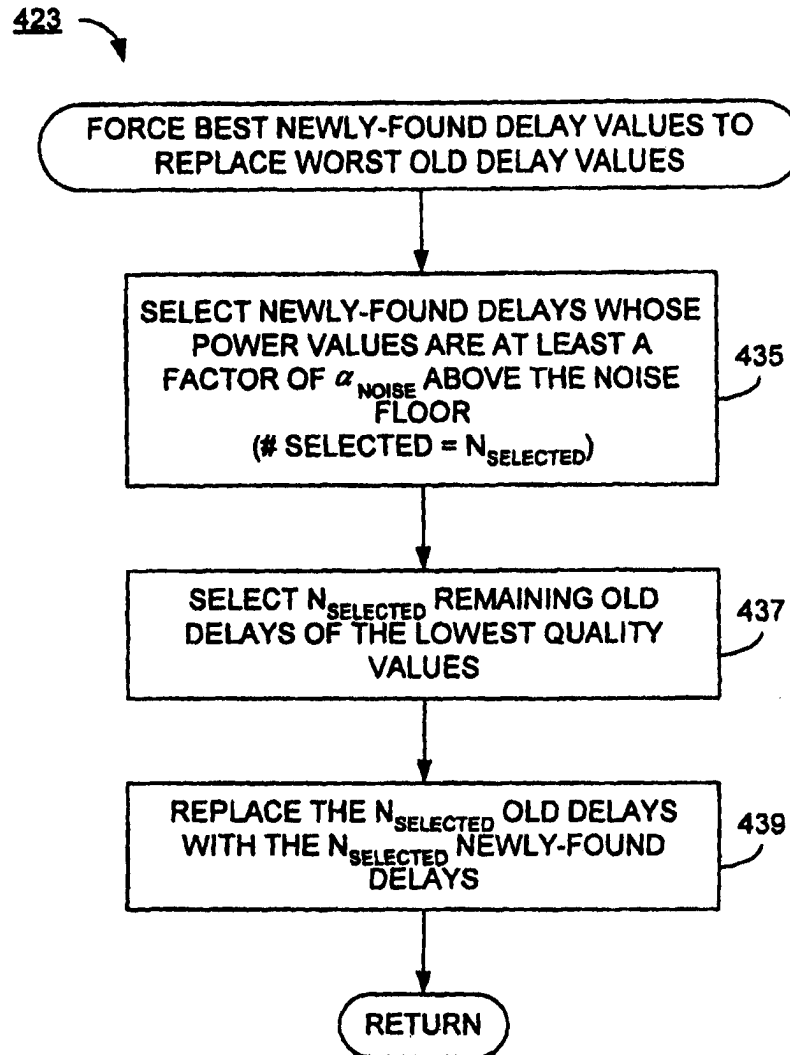 423
FORCE BEST NEWLY-FOUND DELAY VALUES TO
REPLACE WORST OLD DELAY VALUES
SELECT NEWLY-FOUND DELAYS WHOSE
POWER VALUES ARE AT LEAST A
FACTOR OF α NOISE ABOVE THE NOISE
FLOOR
(# SELECTED = N SELECTED)
435
SELECT N SELECTED REMAINING OLD
DELAYS OF THE LOWEST QUALITY
VALUES
437
REPLACE THE N SELECTED OLD DELAYS
WITH THE N SELECTED NEWLY-FOUND
DELAYS
439
RETURN